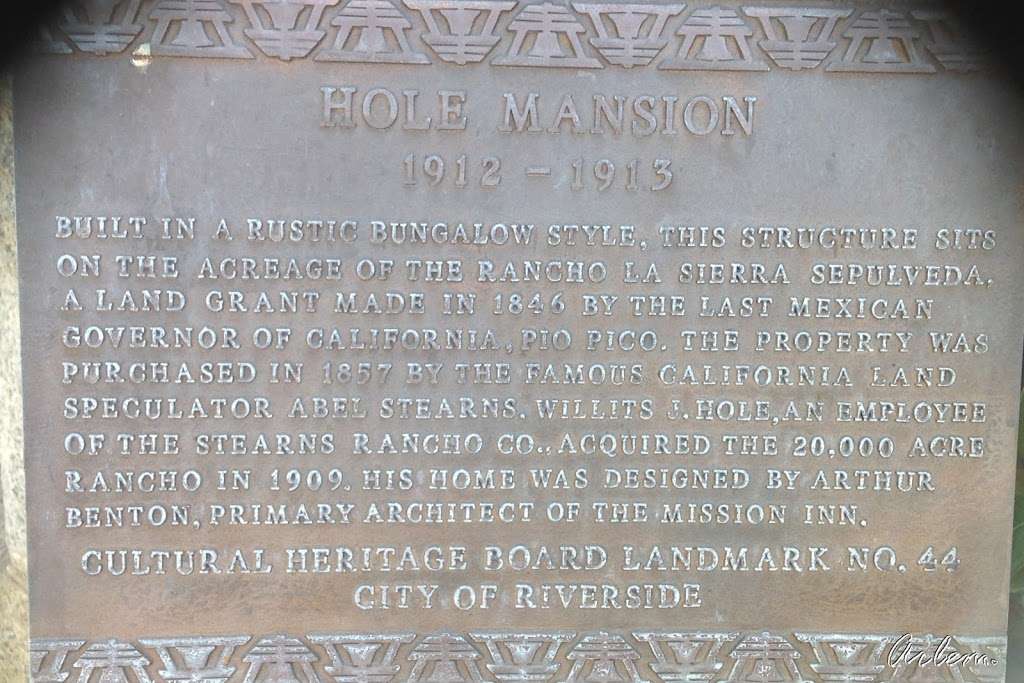 HOLE MANSION
1912 - 1913
BUILT IN A RUSTIC BUNGALOW STYLE, THIS STRUCTURE SITS
ON THE ACREAGE OF THE RANCHO LA SIERRA SEPULVEDA,
A LAND GRANT MADE IN 1846 BY THE LAST MEXICAN
GOVERNOR OF CALIFORNIA, PIO PICO. THE PROPERTY WAS
PURCHASED IN 1857 BY THE FAMOUS CALIFORNIA LAND
SPECULATOR ABEL STEARNS. WILLITS J. HOLE, AN EMPLOYEE
OF THE STEARNS RANCHO CO., ACQUIRED THE 20,000 ACRE
RANCHO IN 1909. HIS HOME WAS DESIGNED BY ARTHUR
BENTON, PRIMARY ARCHITECT OF THE MISSION INN.
CULTURAL HERITAGE BOARD LANDMARK NO. 44
CITY OF RIVERSIDE
"Artem."